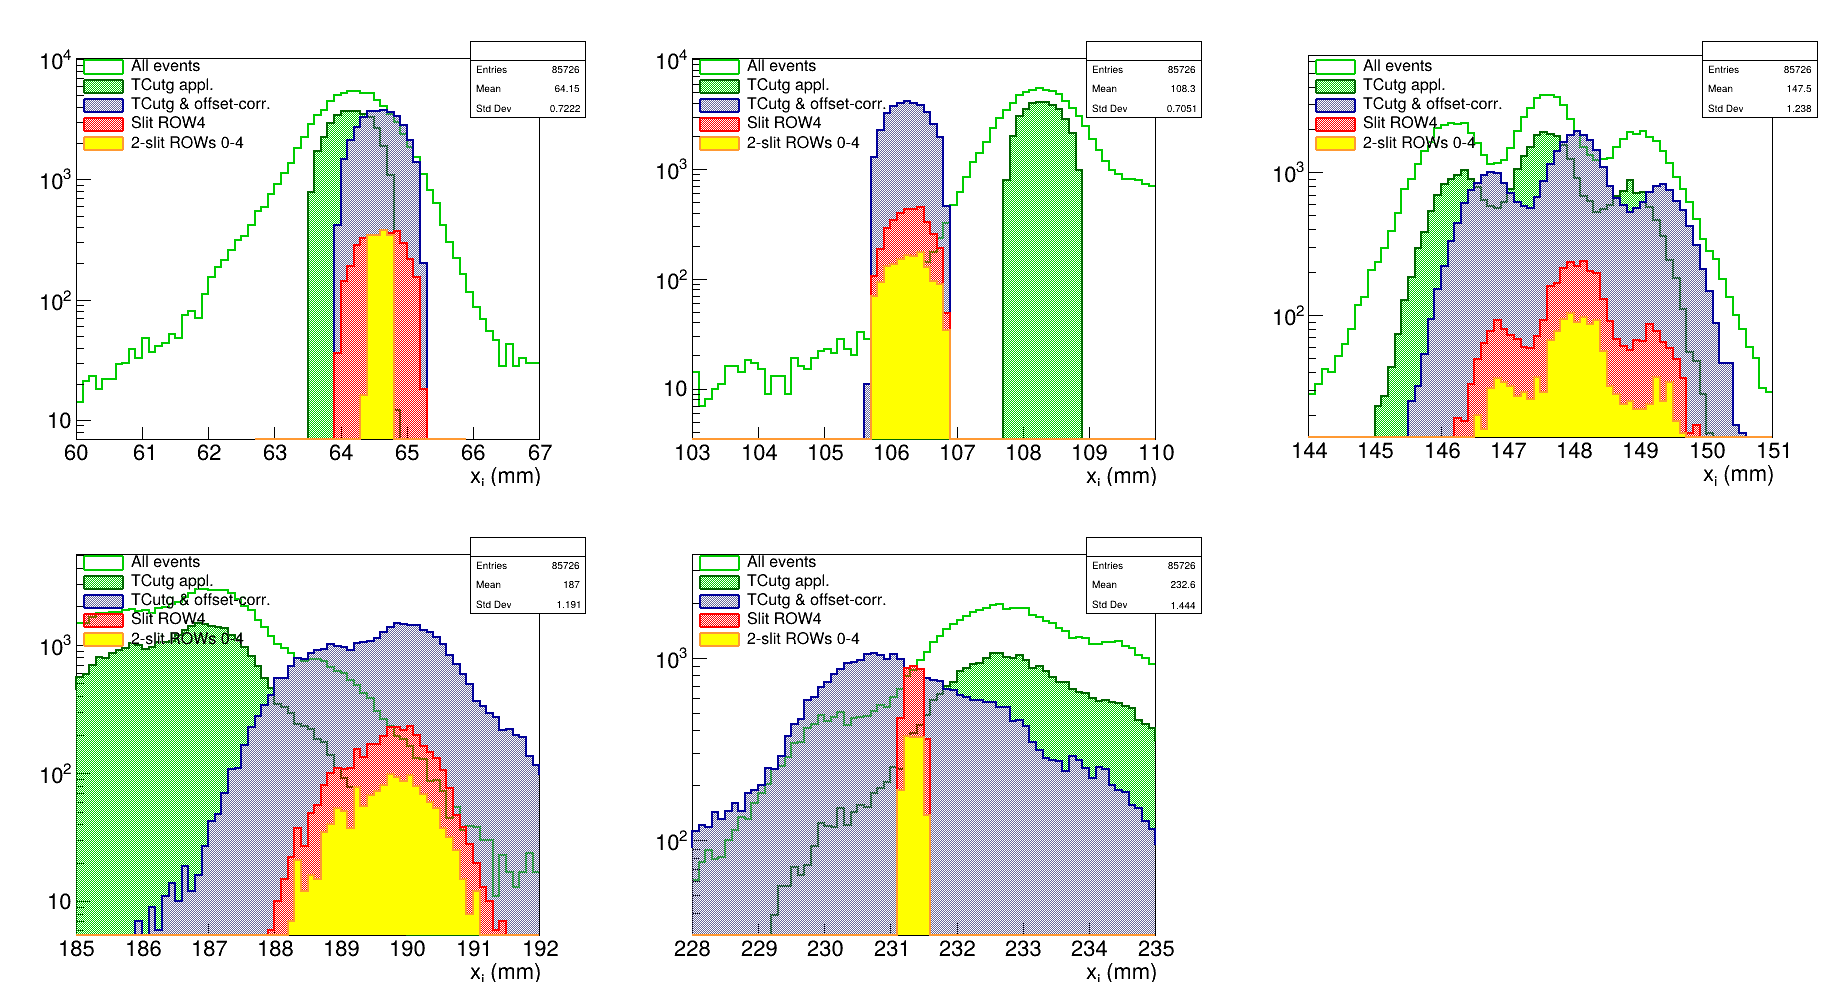 10^4
10^3
10^2
10
All events
TCutg appl.
TCutg & offset-corr.
Slit ROW4
2-slit ROWs 0-4
Entries 85726
Mean 64.15
Std Dev 0.7222
60 61 62 63 64 65 66 67
x_i (mm)
10^4
10^3
10^2
10
All events
TCutg appl.
TCutg & offset-corr.
Slit ROW4
2-slit ROWs 0-4
Entries 85726
Mean 108.3
Std Dev 0.7051
103 104 105 106 107 108 109 110
x_i (mm)
10^3
10^2
All events
TCutg appl.
TCutg & offset-corr.
Slit ROW4
2-slit ROWs 0-4
Entries 85726
Mean 147.5
Std Dev 1.238
144 145 146 147 148 149 150 151
x_i (mm)
10^3
10^2
10
All events
TCutg appl.
TCutg & offset-corr.
Slit ROW4
2-slit ROWs 0-4
Entries 85726
Mean 187
Std Dev 1.191
185 186 187 188 189 190 191 192
x_i (mm)
10^3
10^2
All events
TCutg appl.
TCutg & offset-corr.
Slit ROW4
2-slit ROWs 0-4
Entries 85726
Mean 232.6
Std Dev 1.444
228 229 230 231 232 233 234 235
x_i (mm)